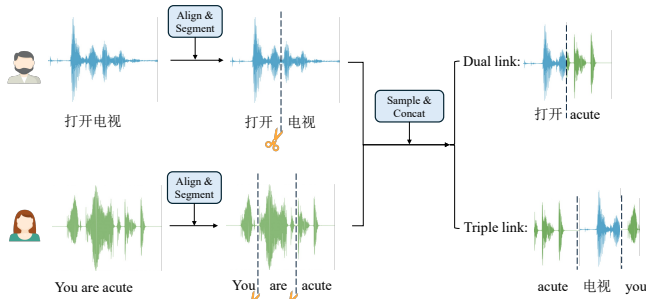 Align &
Segment
打开电视
打开 电视
Sample &
Concat
Dual link:
打开 acute
Align &
Segment
You are acute
You are acute
Triple link:
acute 电视 you